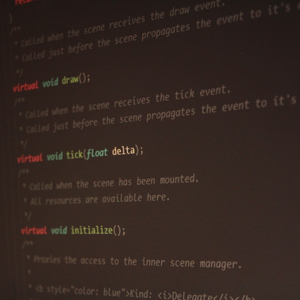 }
/**
* Called when the scene receives the draw event.
* Called just before the scene propagates the event to it's
*/
virtual void draw();
/**
* Called when the scene receives the tick event.
* Called just before the scene propagates the event to it's
*/
virtual void tick(float delta);
/**
* Called when the scene has been mounted.
* All resources are available here.
*/
virtual void initialize();
/**
* Proxies the access to the inner scene manager.
*
* <b style="color: blue">Kind: <i>Delegate</i></b>